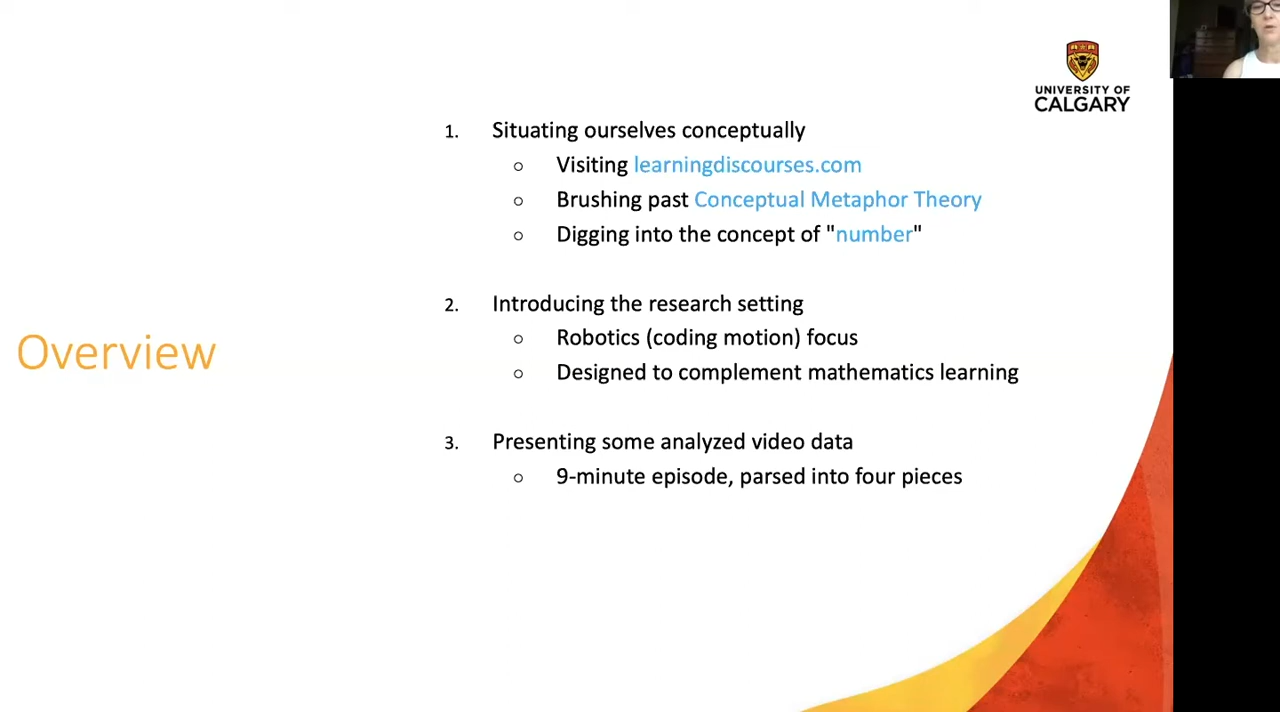 UNIVERSITY OF
CALGARY
1. Situating ourselves conceptually
○ Visiting learningdiscourses.com
○ Brushing past Conceptual Metaphor Theory
○ Digging into the concept of "number"
2. Introducing the research setting
○ Robotics (coding motion) focus
○ Designed to complement mathematics learning
Overview
3. Presenting some analyzed video data
○ 9-minute episode, parsed into four pieces